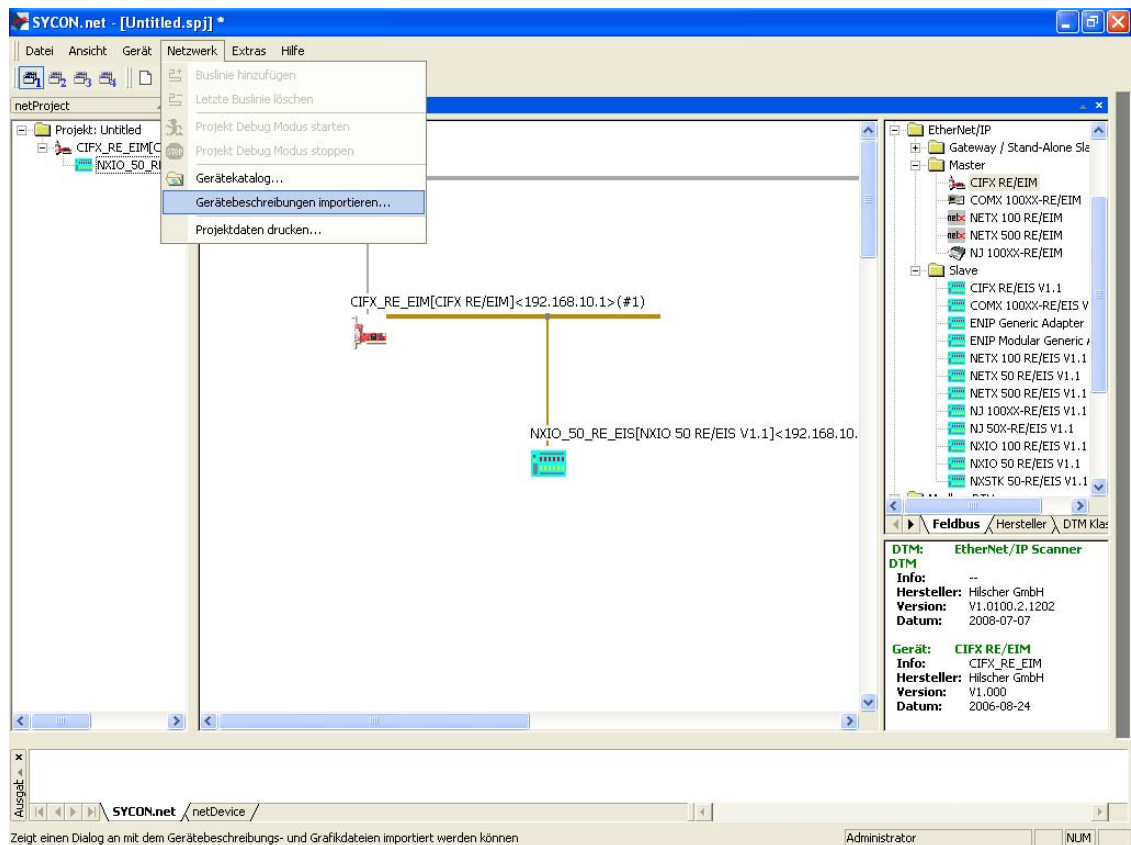 SYCON.net - [Untitled.spj] *
Datei Ansicht Gerät Netzwerk Extras Hilfe
netProject
Projekt: Untitled
CIFX_RE_EIM[C
NXIO_50_R
Buslinie hinzufügen
Letzte Buslinie löschen
Projekt Debug Modus starten
Projekt Debug Modus stoppen
Gerätekatalog...
Gerätebeschreibungen importieren...
Projektdaten drucken...
CIFX_RE_EIM[CIFX RE/EIM]<192.168.10.1>(#1)
NXIO_50_RE_EIS[NXIO 50 RE/EIS V1.1]<192.168.10.
EtherNet/IP
Gateway / Stand-Alone Sla
Master
CIFX RE/EIM
COMX 100XX-RE/EIM
NETX 100 RE/EIM
NETX 500 RE/EIM
NJ 100XX-RE/EIM
Slave
CIFX RE/EIS V1.1
COMX 100XX-RE/EIS V
ENIP Generic Adapter
ENIP Modular Generic
NETX 100 RE/EIS V1.1
NETX 50 RE/EIS V1.1
NETX 500 RE/EIS V1.1
NJ 100XX-RE/EIS V1.1
NJ 50X-RE/EIS V1.1
NXIO 100 RE/EIS V1.1
NXIO 50 RE/EIS V1.1
NXSTK 50-RE/EIS V1.1
Feldbus Hersteller DTM Klas
DTM: EtherNet/IP Scanner
DTM
Info: --
Hersteller: Hilscher GmbH
Version: V1.0100.2.1202
Datum: 2008-07-07
Gerät: CIFX RE/EIM
Info: CIFX_RE_EIM
Hersteller: Hilscher GmbH
Version: V1.000
Datum: 2006-08-24
Ausgab
SYCON.net netDevice
Zeigt einen Dialog an mit dem Gerätebeschreibungs- und Grafikdateien importiert werden können
Administrator
NUM